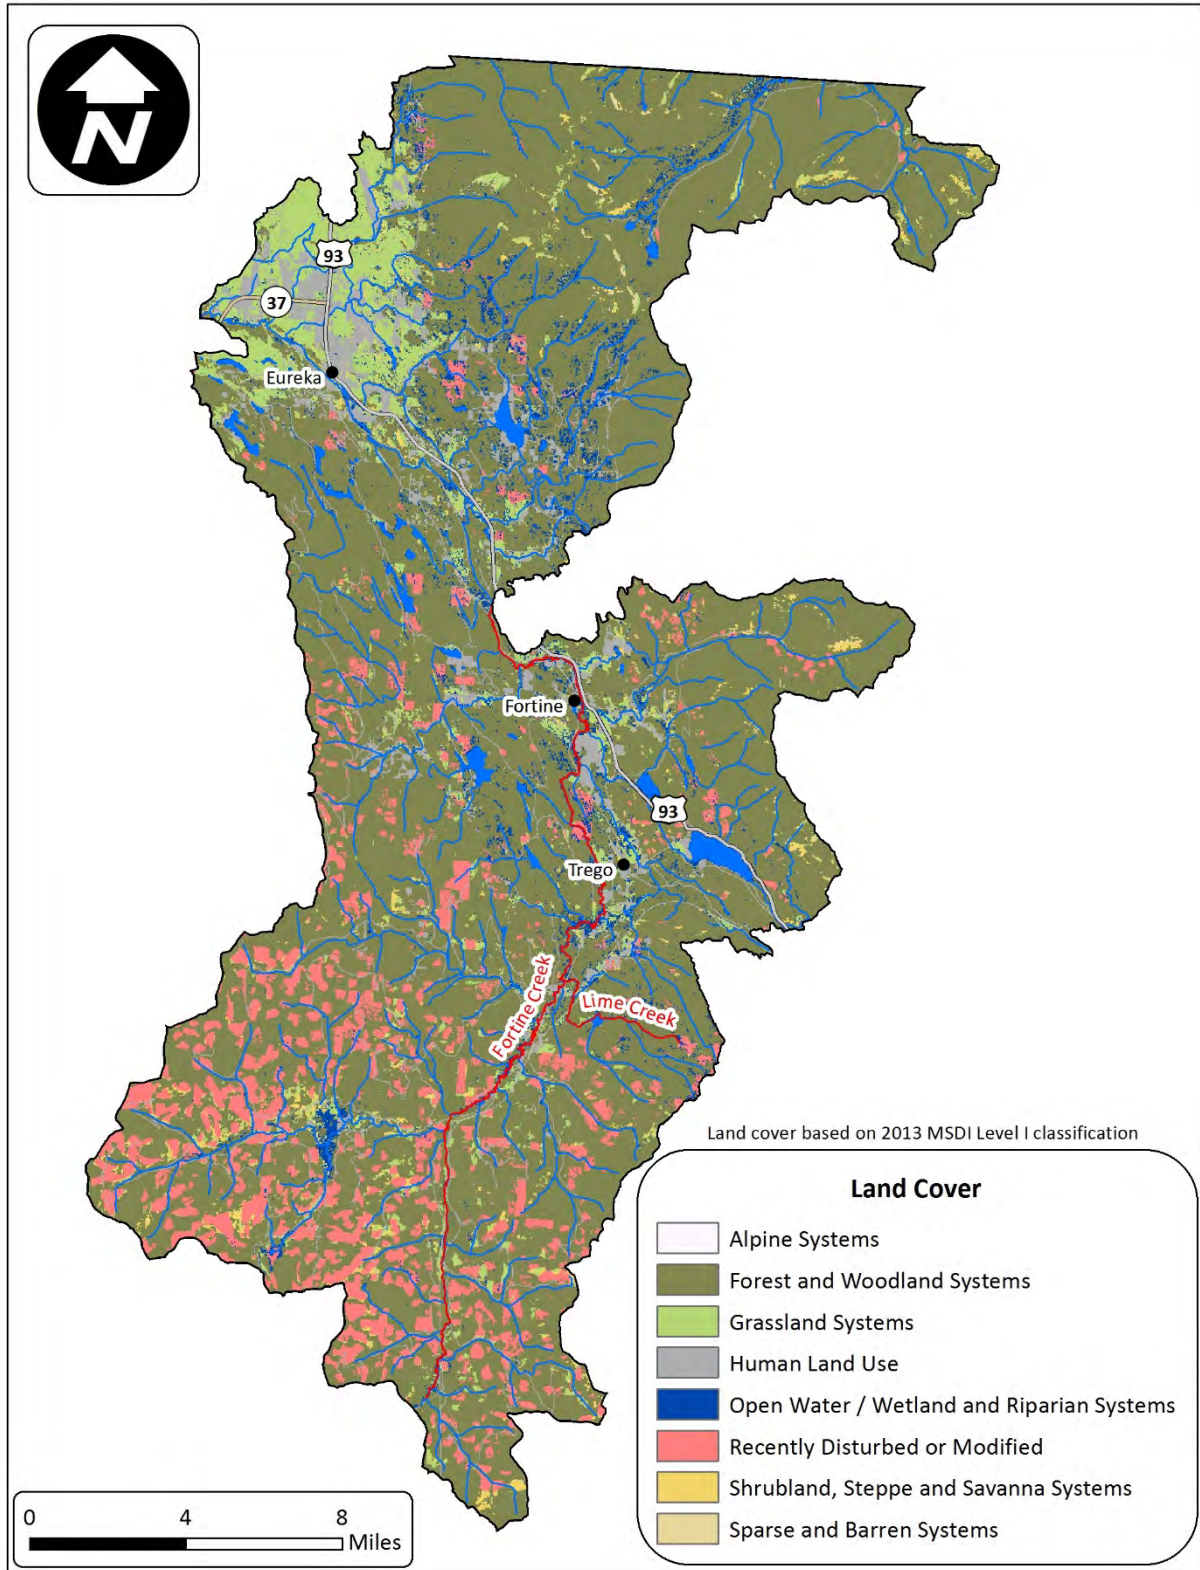 N
93
37
Eureka
Fortine
93
Trego
Fortine Creek
Lime Creek
Land cover based on 2013 MSDI Level I classification
Land Cover
Alpine Systems
Forest and Woodland Systems
Grassland Systems
Human Land Use
Open Water / Wetland and Riparian Systems
Recently Disturbed or Modified
Shrubland, Steppe and Savanna Systems
Sparse and Barren Systems
0 4 8
Miles